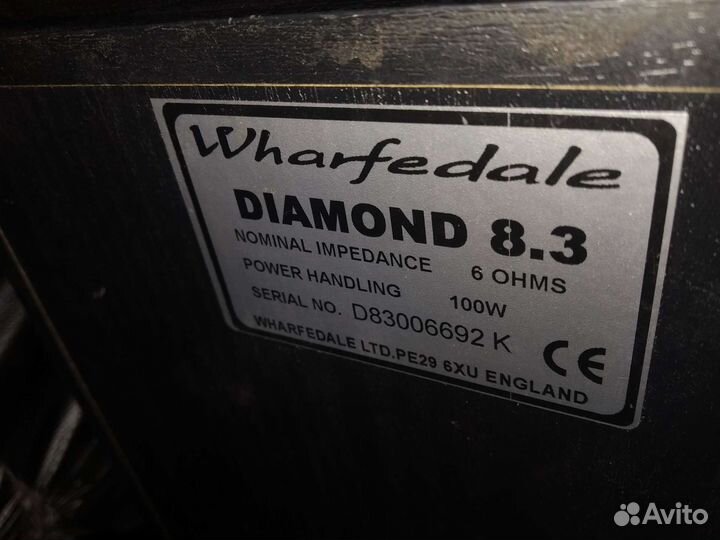 Wharfedale
DIAMOND 8.3
NOMINAL IMPEDANCE 6 OHMS
POWER HANDLING 100W
SERIAL NO. D83006692 K
WHARFEDALE LTD.PE29 6XU ENGLAND
CE
Avito